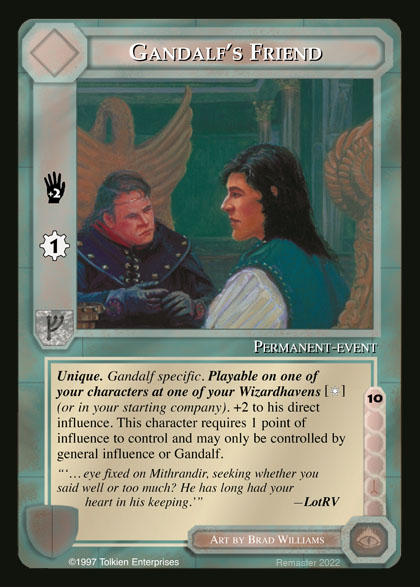 Gandalf's Friend
2
1
Permanent-event
Unique. Gandalf specific. Playable on one of
your characters at one of your Wizardhavens [☆]
(or in your starting company). +2 to his direct
influence. This character requires 1 point of
influence to control and may only be controlled by
general influence or Gandalf.
10
“‘… eye fixed on Mithrandir, seeking whether you
said well or too much? He has long had your
heart in his keeping.’” –LotRV
Art by Brad Williams
©1997 Tolkien Enterprises
Remaster 2022